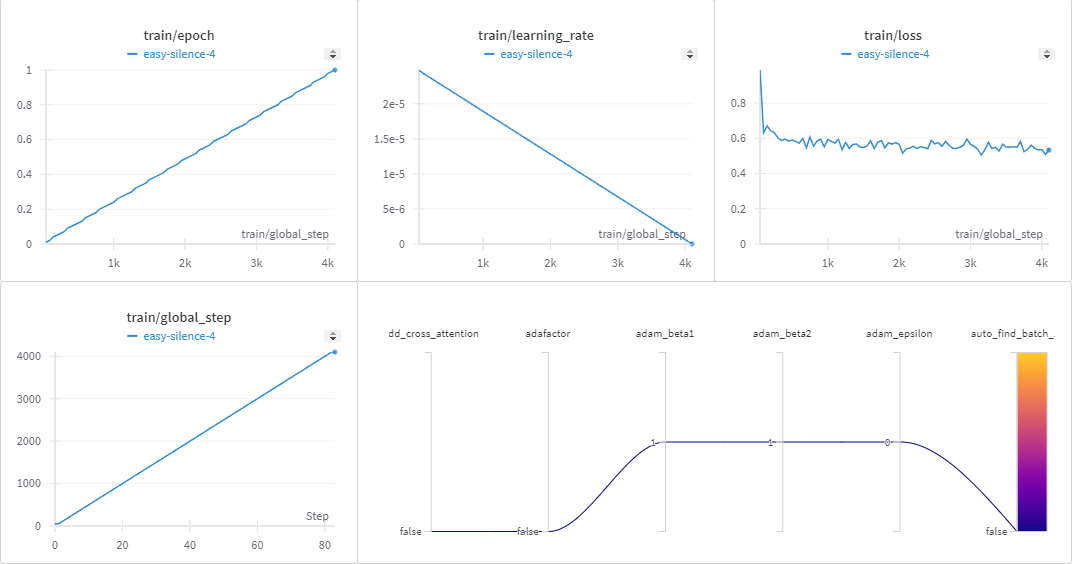 train/epoch
easy-silence-4
1
0.8
0.6
0.4
0.2
0
train/global_step
1k
2k
3k
4k
train/learning_rate
easy-silence-4
2e-5
1.5e-5
1e-5
5e-6
0
train/global_step
1k
2k
3k
4k
train/loss
easy-silence-4
0.8
0.6
0.4
0.2
0
train/global_step
1k
2k
3k
4k
train/global_step
easy-silence-4
4000
3000
2000
1000
0
Step
0
20
40
60
80
dd_cross_attention
adafactor
adam_beta1
adam_beta2
adam_epsilon
auto_find_batch_
1
1
0
false
false
false